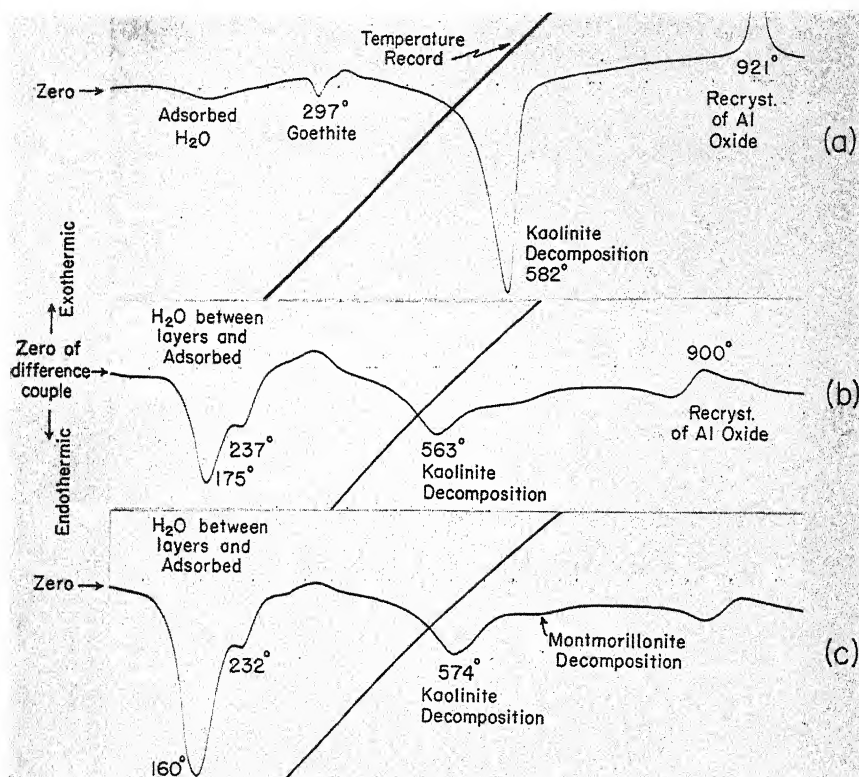 Temperature
Record
Zero →
Adsorbed
H₂O
297°
Goethite
921°
Recryst.
of Al
Oxide
(a)
Kaolinite
Decomposition
582°
Exothermic
Zero of
difference
couple
Endothermic
H₂O between
layers and
Adsorbed
237°
175°
563°
Kaolinite
Decomposition
900°
Recryst.
of Al Oxide
(b)
H₂O between
layers and
Adsorbed
Zero →
232°
160°
574°
Kaolinite
Decomposition
Montmorillonite
Decomposition
(c)